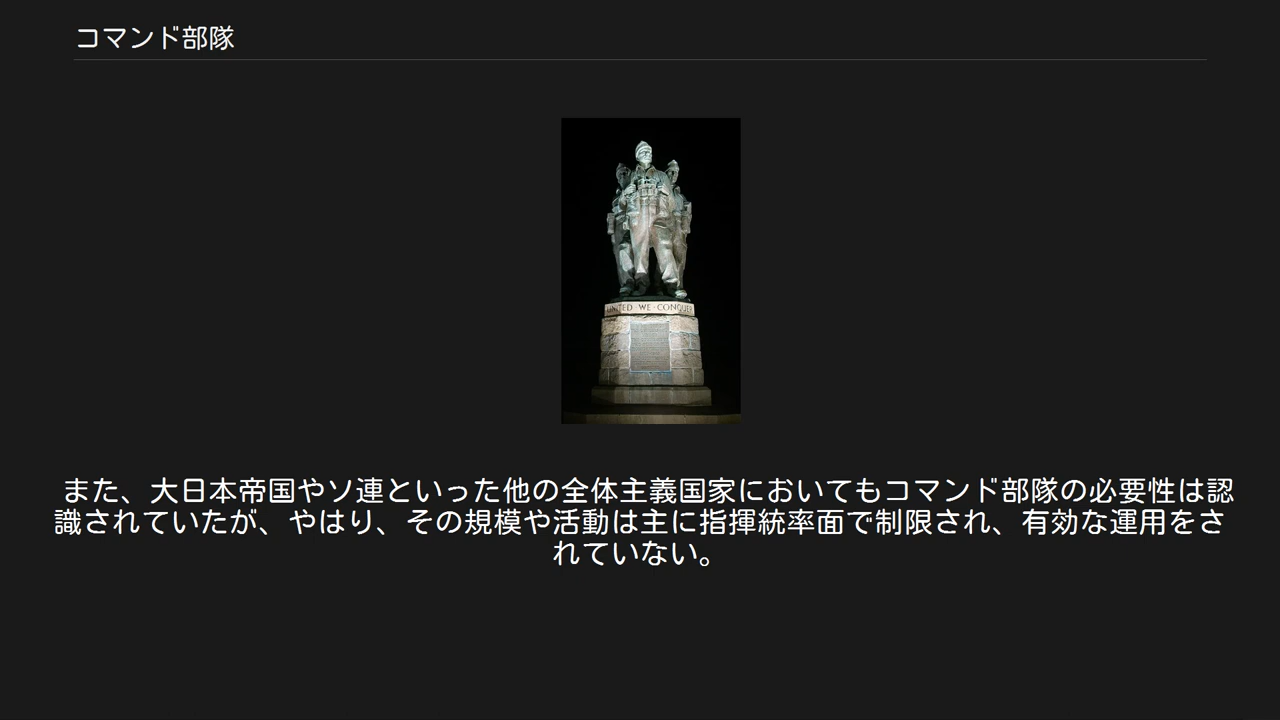 コマンド部隊
UNITED·WE·CONQUER
また、大日本帝国やソ連といった他の全体主義国家においてもコマンド部隊の必要性は認
識されていたが、やはり、その規模や活動は主に指揮統率面で制限され、有効な運用をさ
れていない。